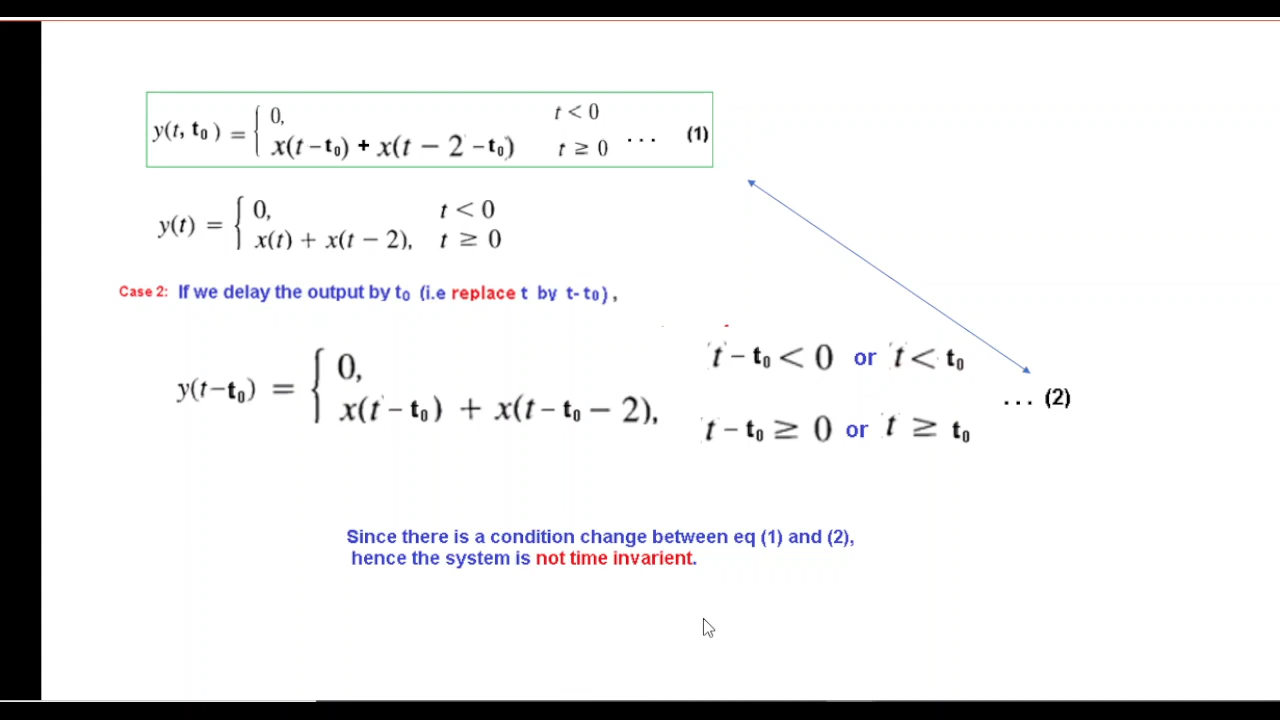 y(t, t₀) = { 0, t < 0
x(t − t₀) + x(t − 2 − t₀) t ≥ 0 ... (1)
y(t) = { 0, t < 0
x(t) + x(t − 2), t ≥ 0
Case 2: If we delay the output by t₀ (i.e replace t by t- t₀),
y(t−t₀) = { 0, t − t₀ < 0 or t < t₀
x(t − t₀) + x(t − t₀ − 2), t − t₀ ≥ 0 or t ≥ t₀ ... (2)
Since there is a condition change between eq (1) and (2),
hence the system is not time invarient.